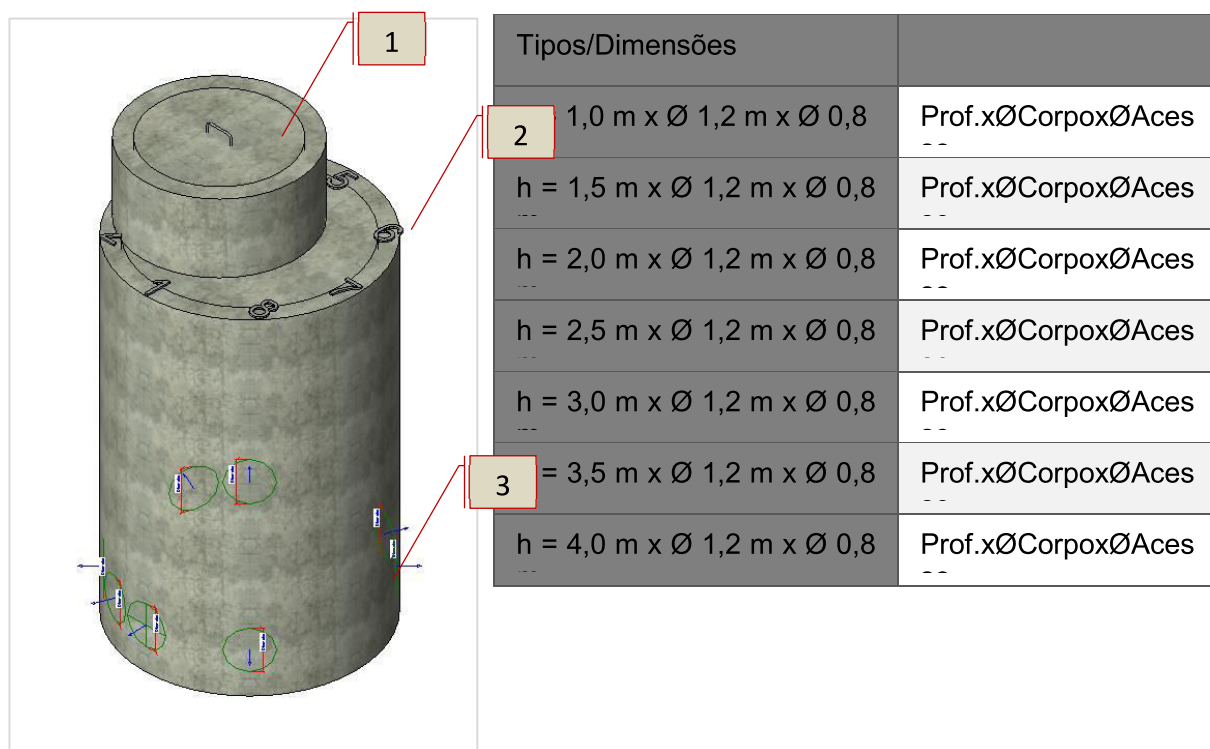 1
2
3
5
6
7
8
1
Tipos/Dimensões
1,0 m x Ø 1,2 m x Ø 0,8
Prof.xØCorpoxØAces
h = 1,5 m x Ø 1,2 m x Ø 0,8
Prof.xØCorpoxØAces
h = 2,0 m x Ø 1,2 m x Ø 0,8
Prof.xØCorpoxØAces
h = 2,5 m x Ø 1,2 m x Ø 0,8
Prof.xØCorpoxØAces
h = 3,0 m x Ø 1,2 m x Ø 0,8
Prof.xØCorpoxØAces
= 3,5 m x Ø 1,2 m x Ø 0,8
Prof.xØCorpoxØAces
h = 4,0 m x Ø 1,2 m x Ø 0,8
Prof.xØCorpoxØAces